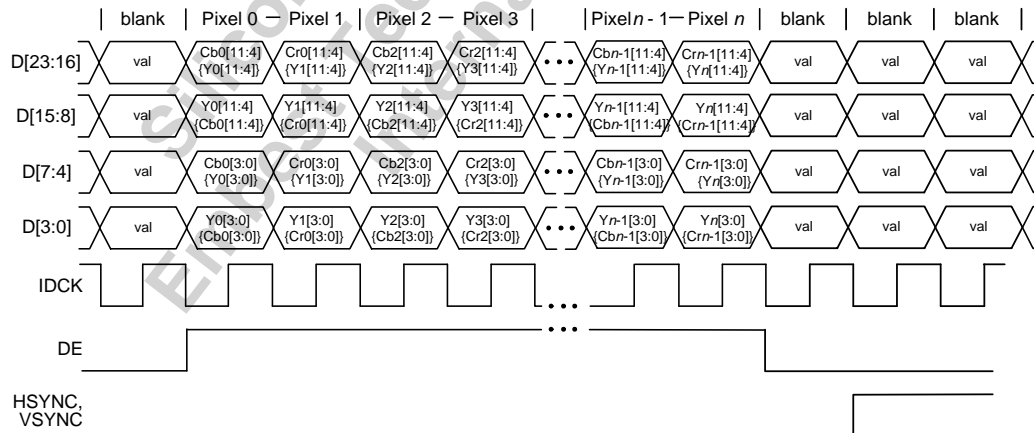 | blank | Pixel 0 — Pixel 1 | Pixel 2 — Pixel 3 | | Pixel n - 1 — Pixel n | blank | blank | blank |
D[23:16] val Cb0[11:4] Cr0[11:4] Cb2[11:4] Cr2[11:4] ••• Cbn-1[11:4] Crn-1[11:4] val val val
{Y0[11:4]} {Y1[11:4]} {Y2[11:4]} {Y3[11:4]} {Yn-1[11:4]} {Yn[11:4]}
D[15:8] val Y0[11:4] Y1[11:4] Y2[11:4] Y3[11:4] ••• Yn-1[11:4] Yn[11:4] val val val
{Cb0[11:4]} {Cr0[11:4]} {Cb2[11:4]} {Cr2[11:4]} {Cbn-1[11:4]} {Crn-1[11:4]}
D[7:4] val Cb0[3:0] Cr0[3:0] Cb2[3:0] Cr2[3:0] ••• Cbn-1[3:0] Crn-1[3:0] val val val
{Y0[3:0]} {Y1[3:0]} {Y2[3:0]} {Y3[3:0]} {Yn-1[3:0]} {Yn[3:0]}
D[3:0] val Y0[3:0] Y1[3:0] Y2[3:0] Y3[3:0] ••• Yn-1[3:0] Yn[3:0] val val val
{Cb0[3:0]} {Cr0[3:0]} {Cb2[3:0]} {Cr2[3:0]} {Cbn-1[3:0]} {Crn-1[3:0]}
IDCK •••
DE •••
HSYNC,
VSYNC
Embest